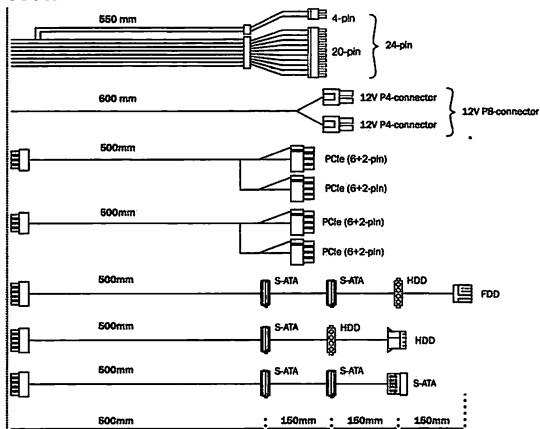 550 mm
4-pin
20-pin
24-pin
600 mm
12V P4-connector
12V P4-connector
12V P8-connector
500mm
PCIe (6+2-pin)
PCIe (6+2-pin)
500mm
PCIe (6+2-pin)
PCIe (6+2-pin)
500mm
S-ATA
S-ATA
HDD
FDD
500mm
S-ATA
HDD
HDD
500mm
S-ATA
S-ATA
S-ATA
500mm
150mm
150mm
150mm